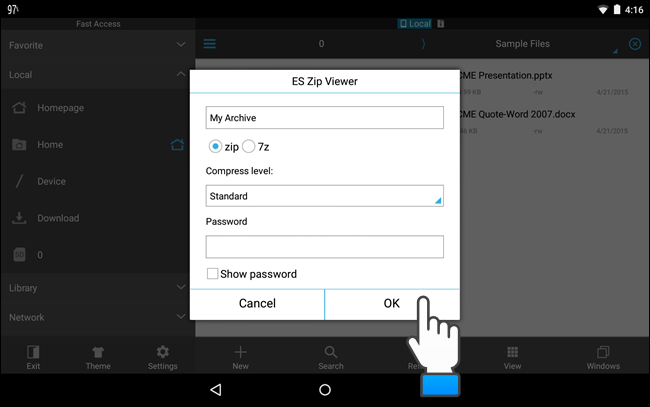 97%
4:16
Fast Access
Local
Favorite
0
Sample Files
Local
Homepage
Home
Device
Download
0
Library
Network
ES Zip Viewer
My Archive
zip
7z
Compress level:
Standard
Password
Show password
Cancel
OK
CME Presentation.pptx
99 KB
-rw
4/21/2015
CME Quote-Word 2007.docx
KB
-rw
4/21/2015
Exit
Theme
Settings
New
Search
View
Windows